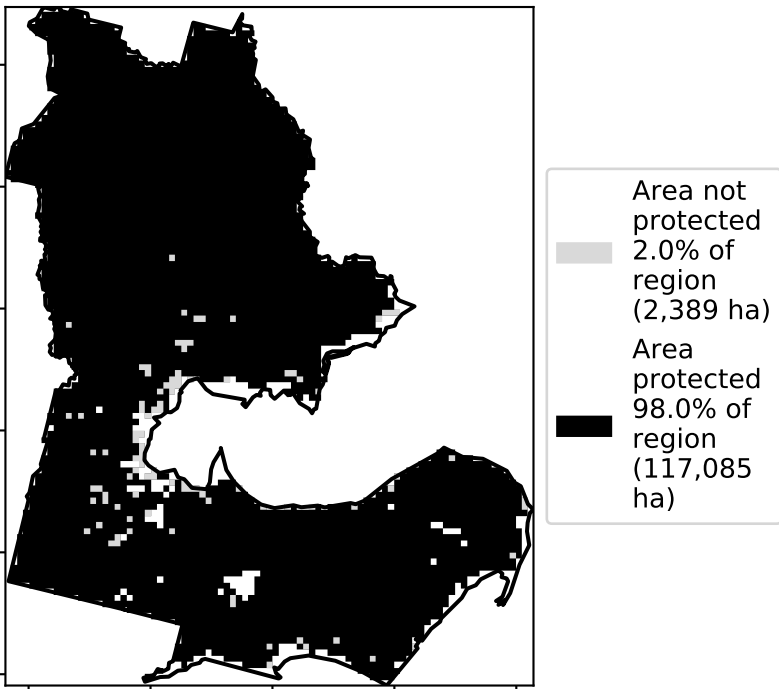 Area not
protected
2.0% of
region
(2,389 ha)
Area
protected
98.0% of
region
(117,085
ha)